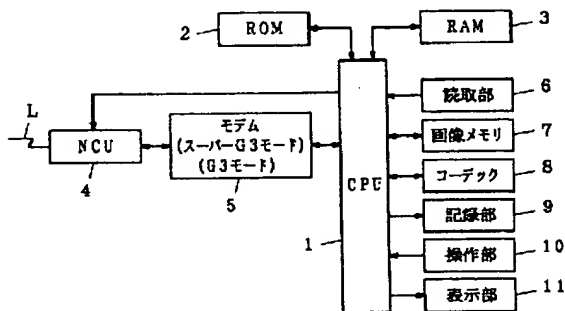 2
ROM
RAM
3
L
NCU
4
モデム
(スーパーG3モード)
(G3モード)
5
CPU
1
読取部
6
画像メモリ
7
コーデック
8
記録部
9
操作部
10
表示部
11